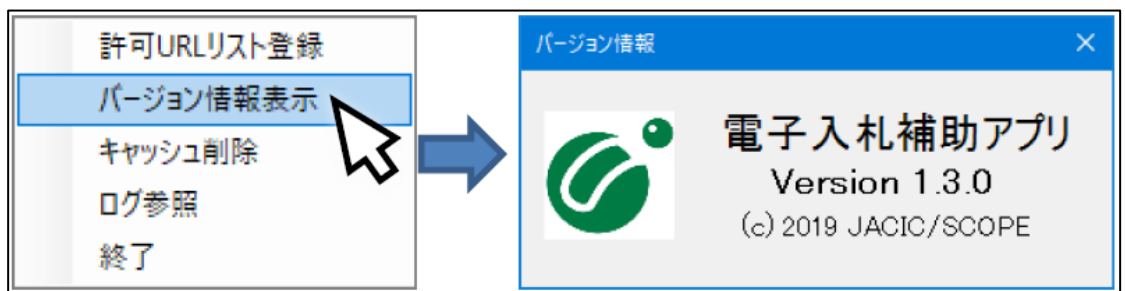 許可URLリスト登録
バージョン情報表示
キャッシュ削除
ログ参照
終了
バージョン情報
電子入札補助アプリ
Version 1.3.0
(c) 2019 JACIC/SCOPE